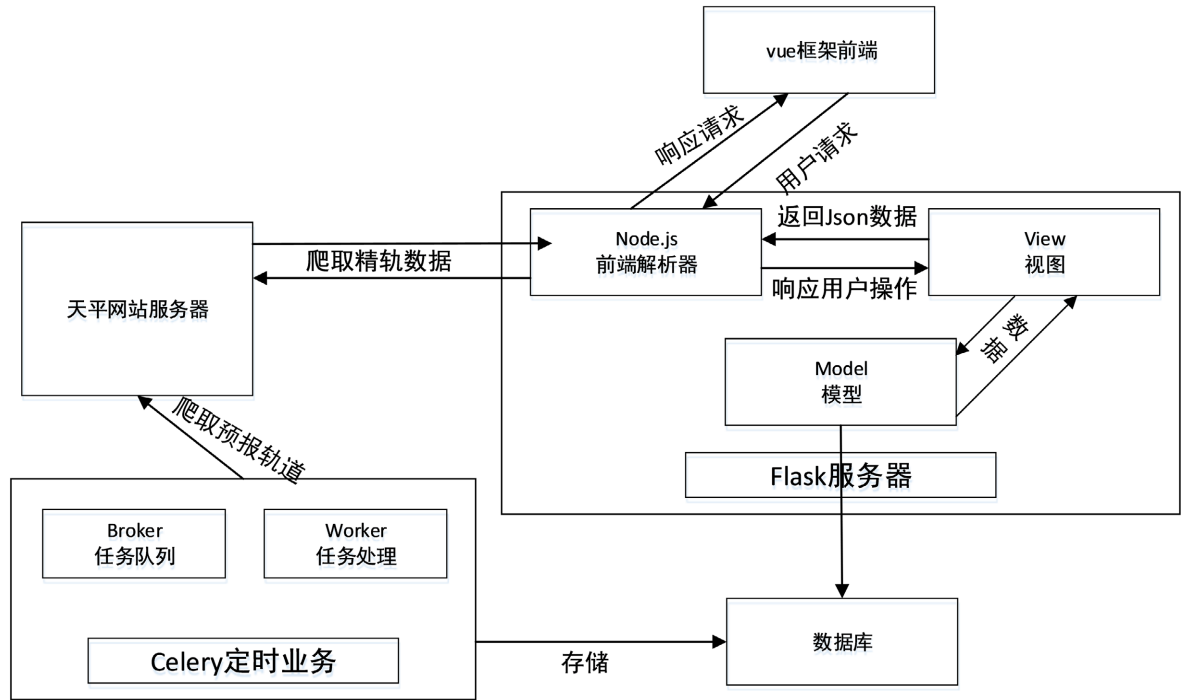 vue框架前端
响应请求
用户请求
Node.js
前端解析器
返回Json数据
响应用户操作
View
视图
爬取精轨数据
天平网站服务器
数据
Model
模型
爬取预报轨道
Flask服务器
Broker
任务队列
Worker
任务处理
Celery定时业务
存储
数据库